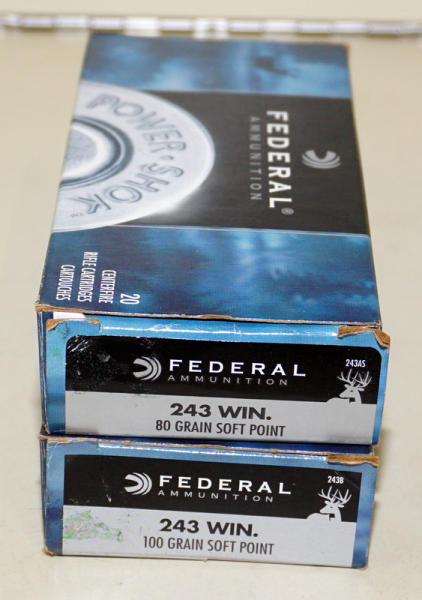 POWER•SHOK
FEDERAL®
AMMUNITION
20
CENTERFIRE
RIFLE CARTRIDGES
CARTOUCHES
243AS
FEDERAL
AMMUNITION
243 WIN.
80 GRAIN SOFT POINT
243B
FEDERAL
AMMUNITION
243 WIN.
100 GRAIN SOFT POINT